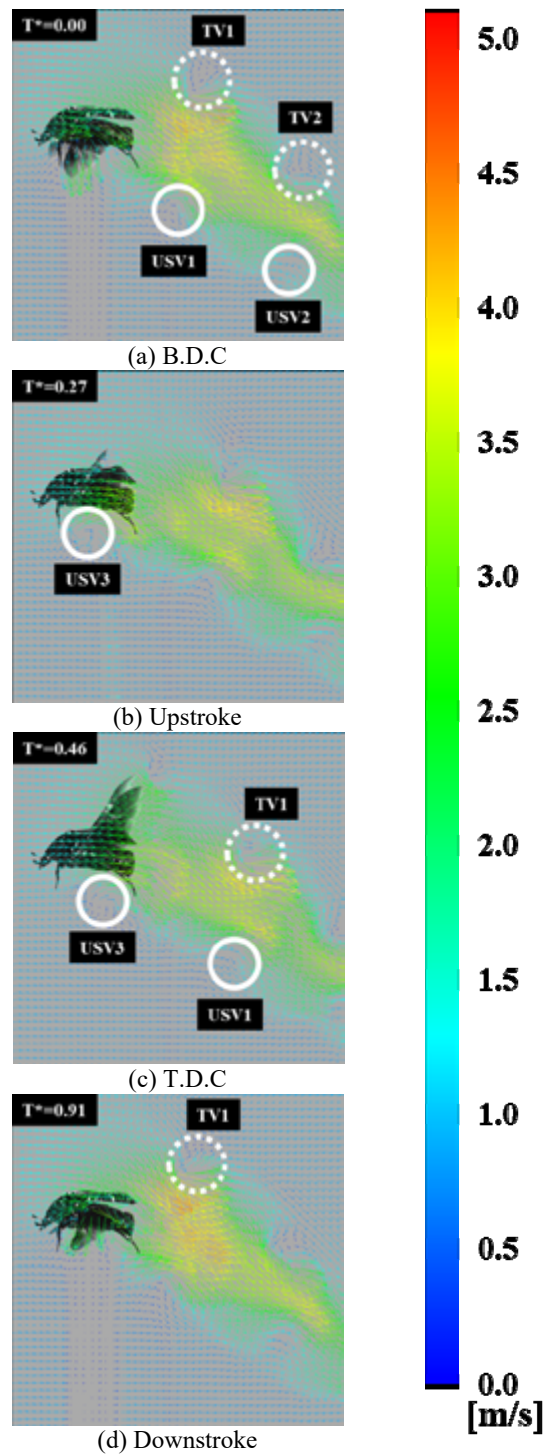 T*=0.00
TV1
TV2
USV1
USV2
(a) B.D.C
T*=0.27
USV3
(b) Upstroke
T*=0.46
TV1
USV3
USV1
(c) T.D.C
T*=0.91
TV1
(d) Downstroke
5.0
4.5
4.0
3.5
3.0
2.5
2.0
1.5
1.0
0.5
0.0
[m/s]